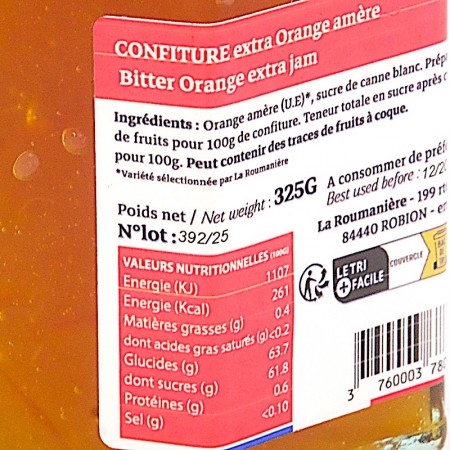 CONFITURE extra Orange amère
Bitter Orange extra jam
Ingrédients : Orange amère (U.E)*, sucre de canne blanc.
de fruits pour 100g de confiture. Teneur totale en sucre après
pour 100g. Peut contenir des traces de fruits à coque.
*Variété sélectionnée par La Roumanière
Poids net / Net weight : 325G
N°lot : 392/25
A consommer de
Best used before : 12/
La Roumanière - 199
84440 ROBION -
VALEURS NUTRITIONNELLES (100G)
Energie (KJ) 1107
Energie (Kcal) 261
Matières grasses (g) 0.4
dont acides gras saturés (g) <0.2
Glucides (g) 63.7
dont sucres (g) 61.8
Protéines (g) 0.6
Sel (g) <0.10
LE TRI
+ FACILE
COUVERCLE
3 760003 78